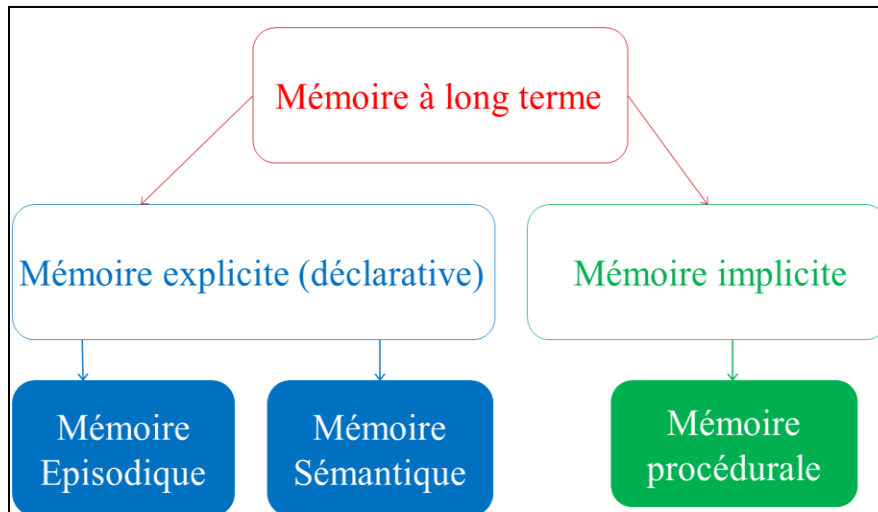 Mémoire à long terme
Mémoire explicite (déclarative)
Mémoire implicite
Mémoire
Episodique
Mémoire
Sémantique
Mémoire
procédurale